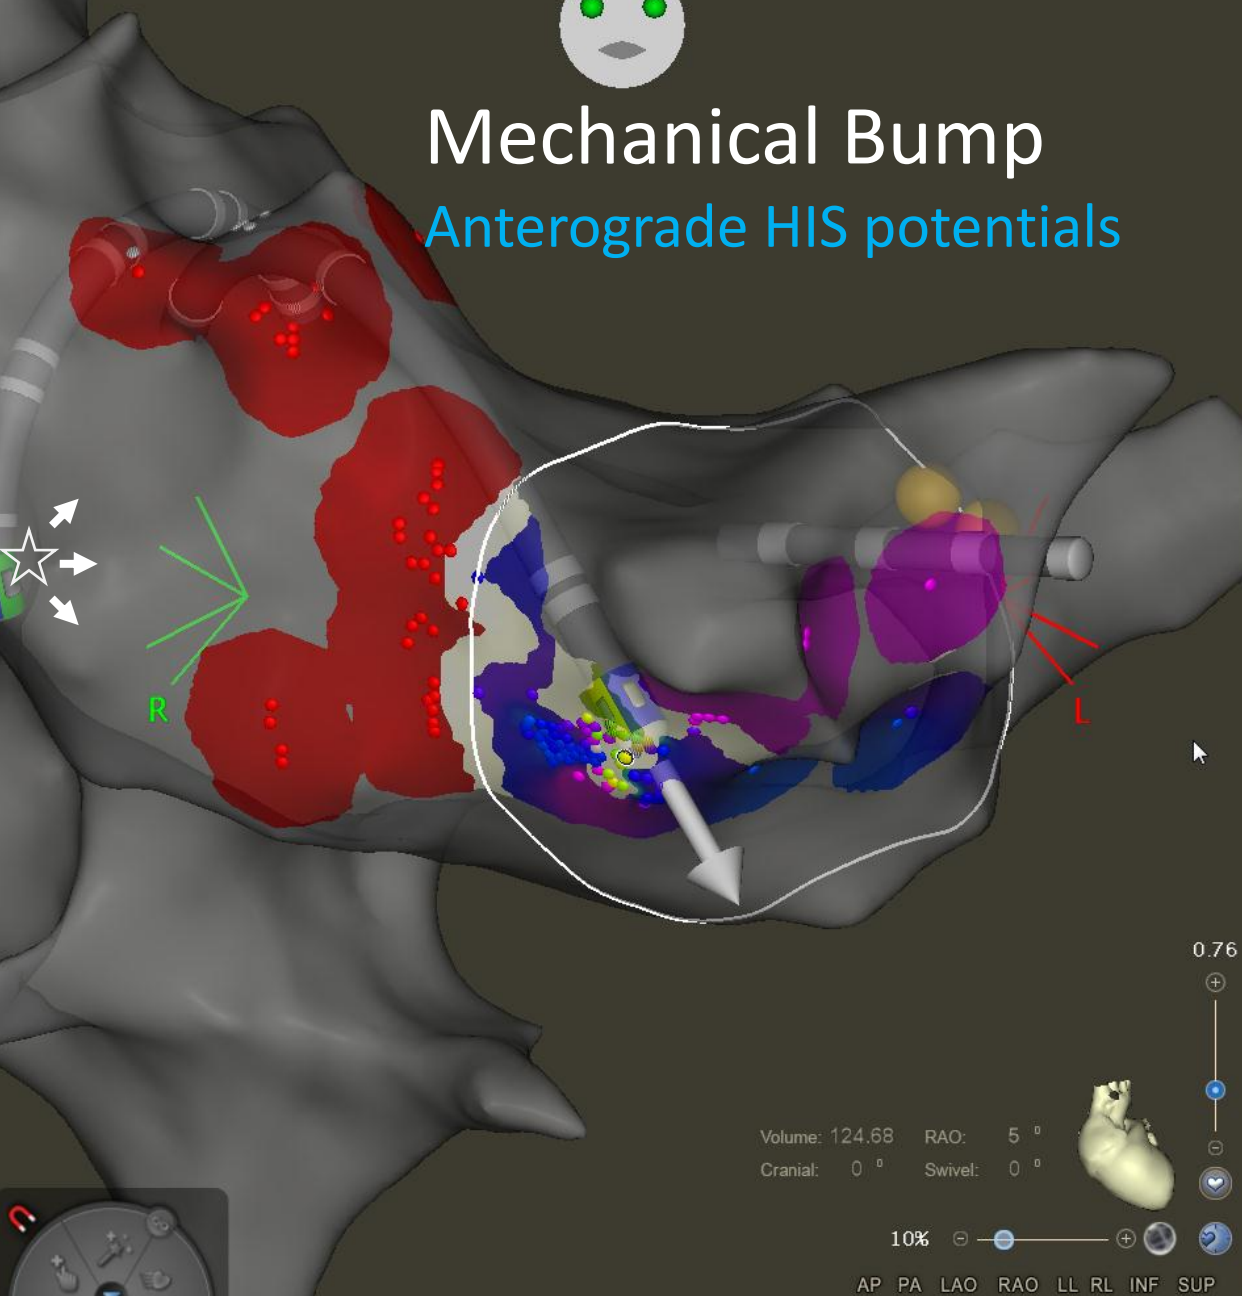 Mechanical Bump
Anterograde HIS potentials
R
L
0.76
Volume: 124.68 RAO: 5 °
Cranial: 0 ° Swivel: 0 °
10%
AP PA LAO RAO LL RL INF SUP